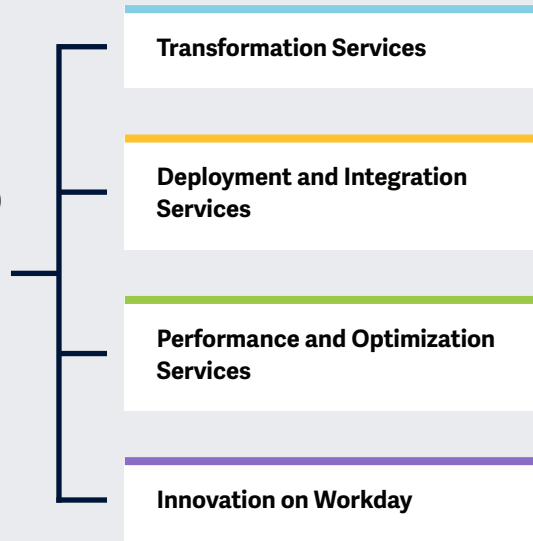 Transformation Services
Deployment and Integration
Services
Performance and Optimization
Services
Innovation on Workday